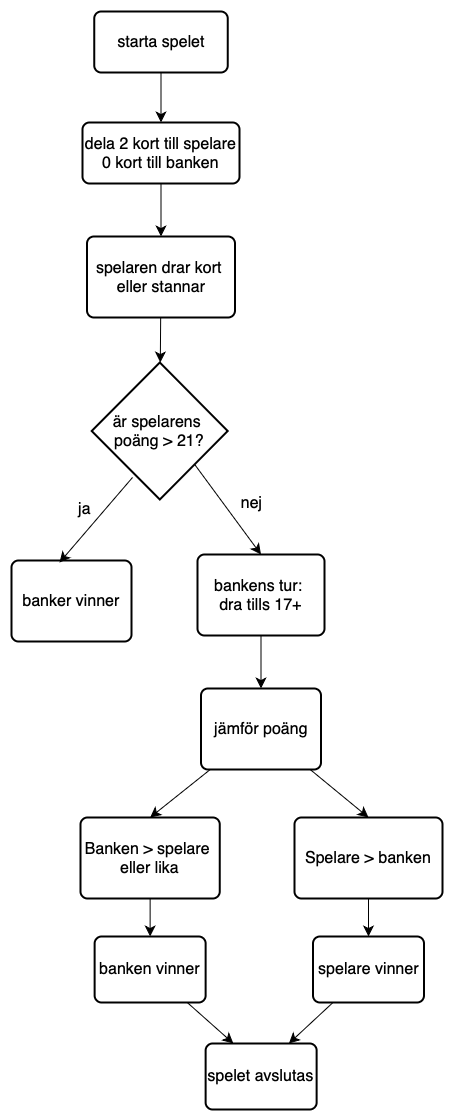 starta spelet
dela 2 kort till spelare
0 kort till banken
spelaren drar kort
eller stannar
är spelarens
poäng > 21?
ja
nej
banker vinner
bankens tur:
dra tills 17+
jämför poäng
Banken > spelare
eller lika
Spelare > banken
banken vinner
spelare vinner
spelet avslutas